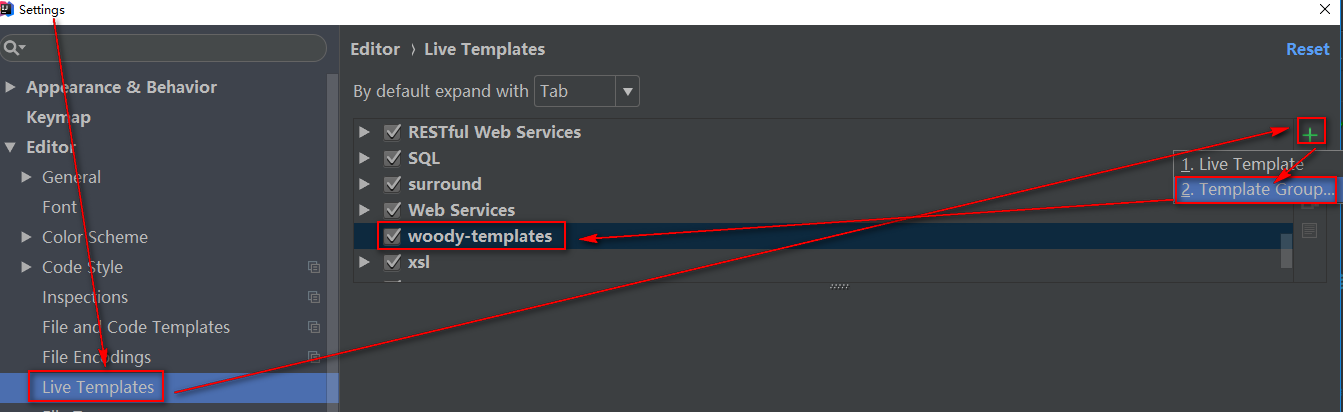 Settings
Appearance & Behavior
Keymap
Editor
General
Font
Color Scheme
Code Style
Inspections
File and Code Templates
File Encodings
Live Templates
Editor › Live Templates
Reset
By default expand with Tab
RESTful Web Services
SQL
surround
Web Services
woody-templates
xsl
1. Live Template
2. Template Group...